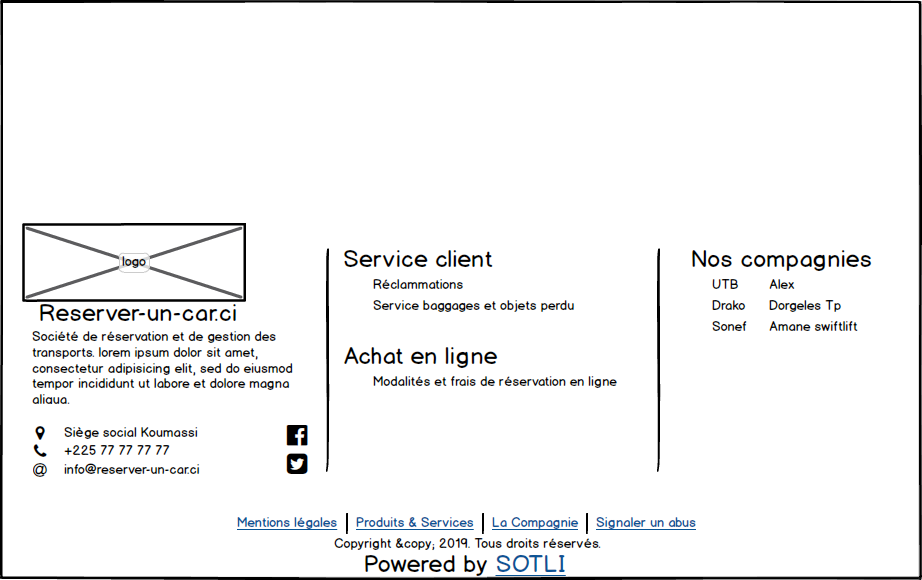 logo
Reserver-un-car.ci
Société de réservation et de gestion des
transports. lorem ipsum dolor sit amet,
consectetur adipisicing elit, sed do eiusmod
tempor incididunt ut labore et dolore magna
aliqua.
Siège social Koumassi
+225 77 77 77 77
@ info@reserver-un-car.ci
Service client
Réclammations
Service baggages et objets perdu
Achat en ligne
Modalités et frais de réservation en ligne
Nos compagnies
UTB Alex
Drako Dorgeles Tp
Sonef Amane swiftlift
Mentions légales | Produits & Services | La Compagnie | Signaler un abus
Copyright &copy; 2019. Tous droits réservés.
Powered by SOTLI